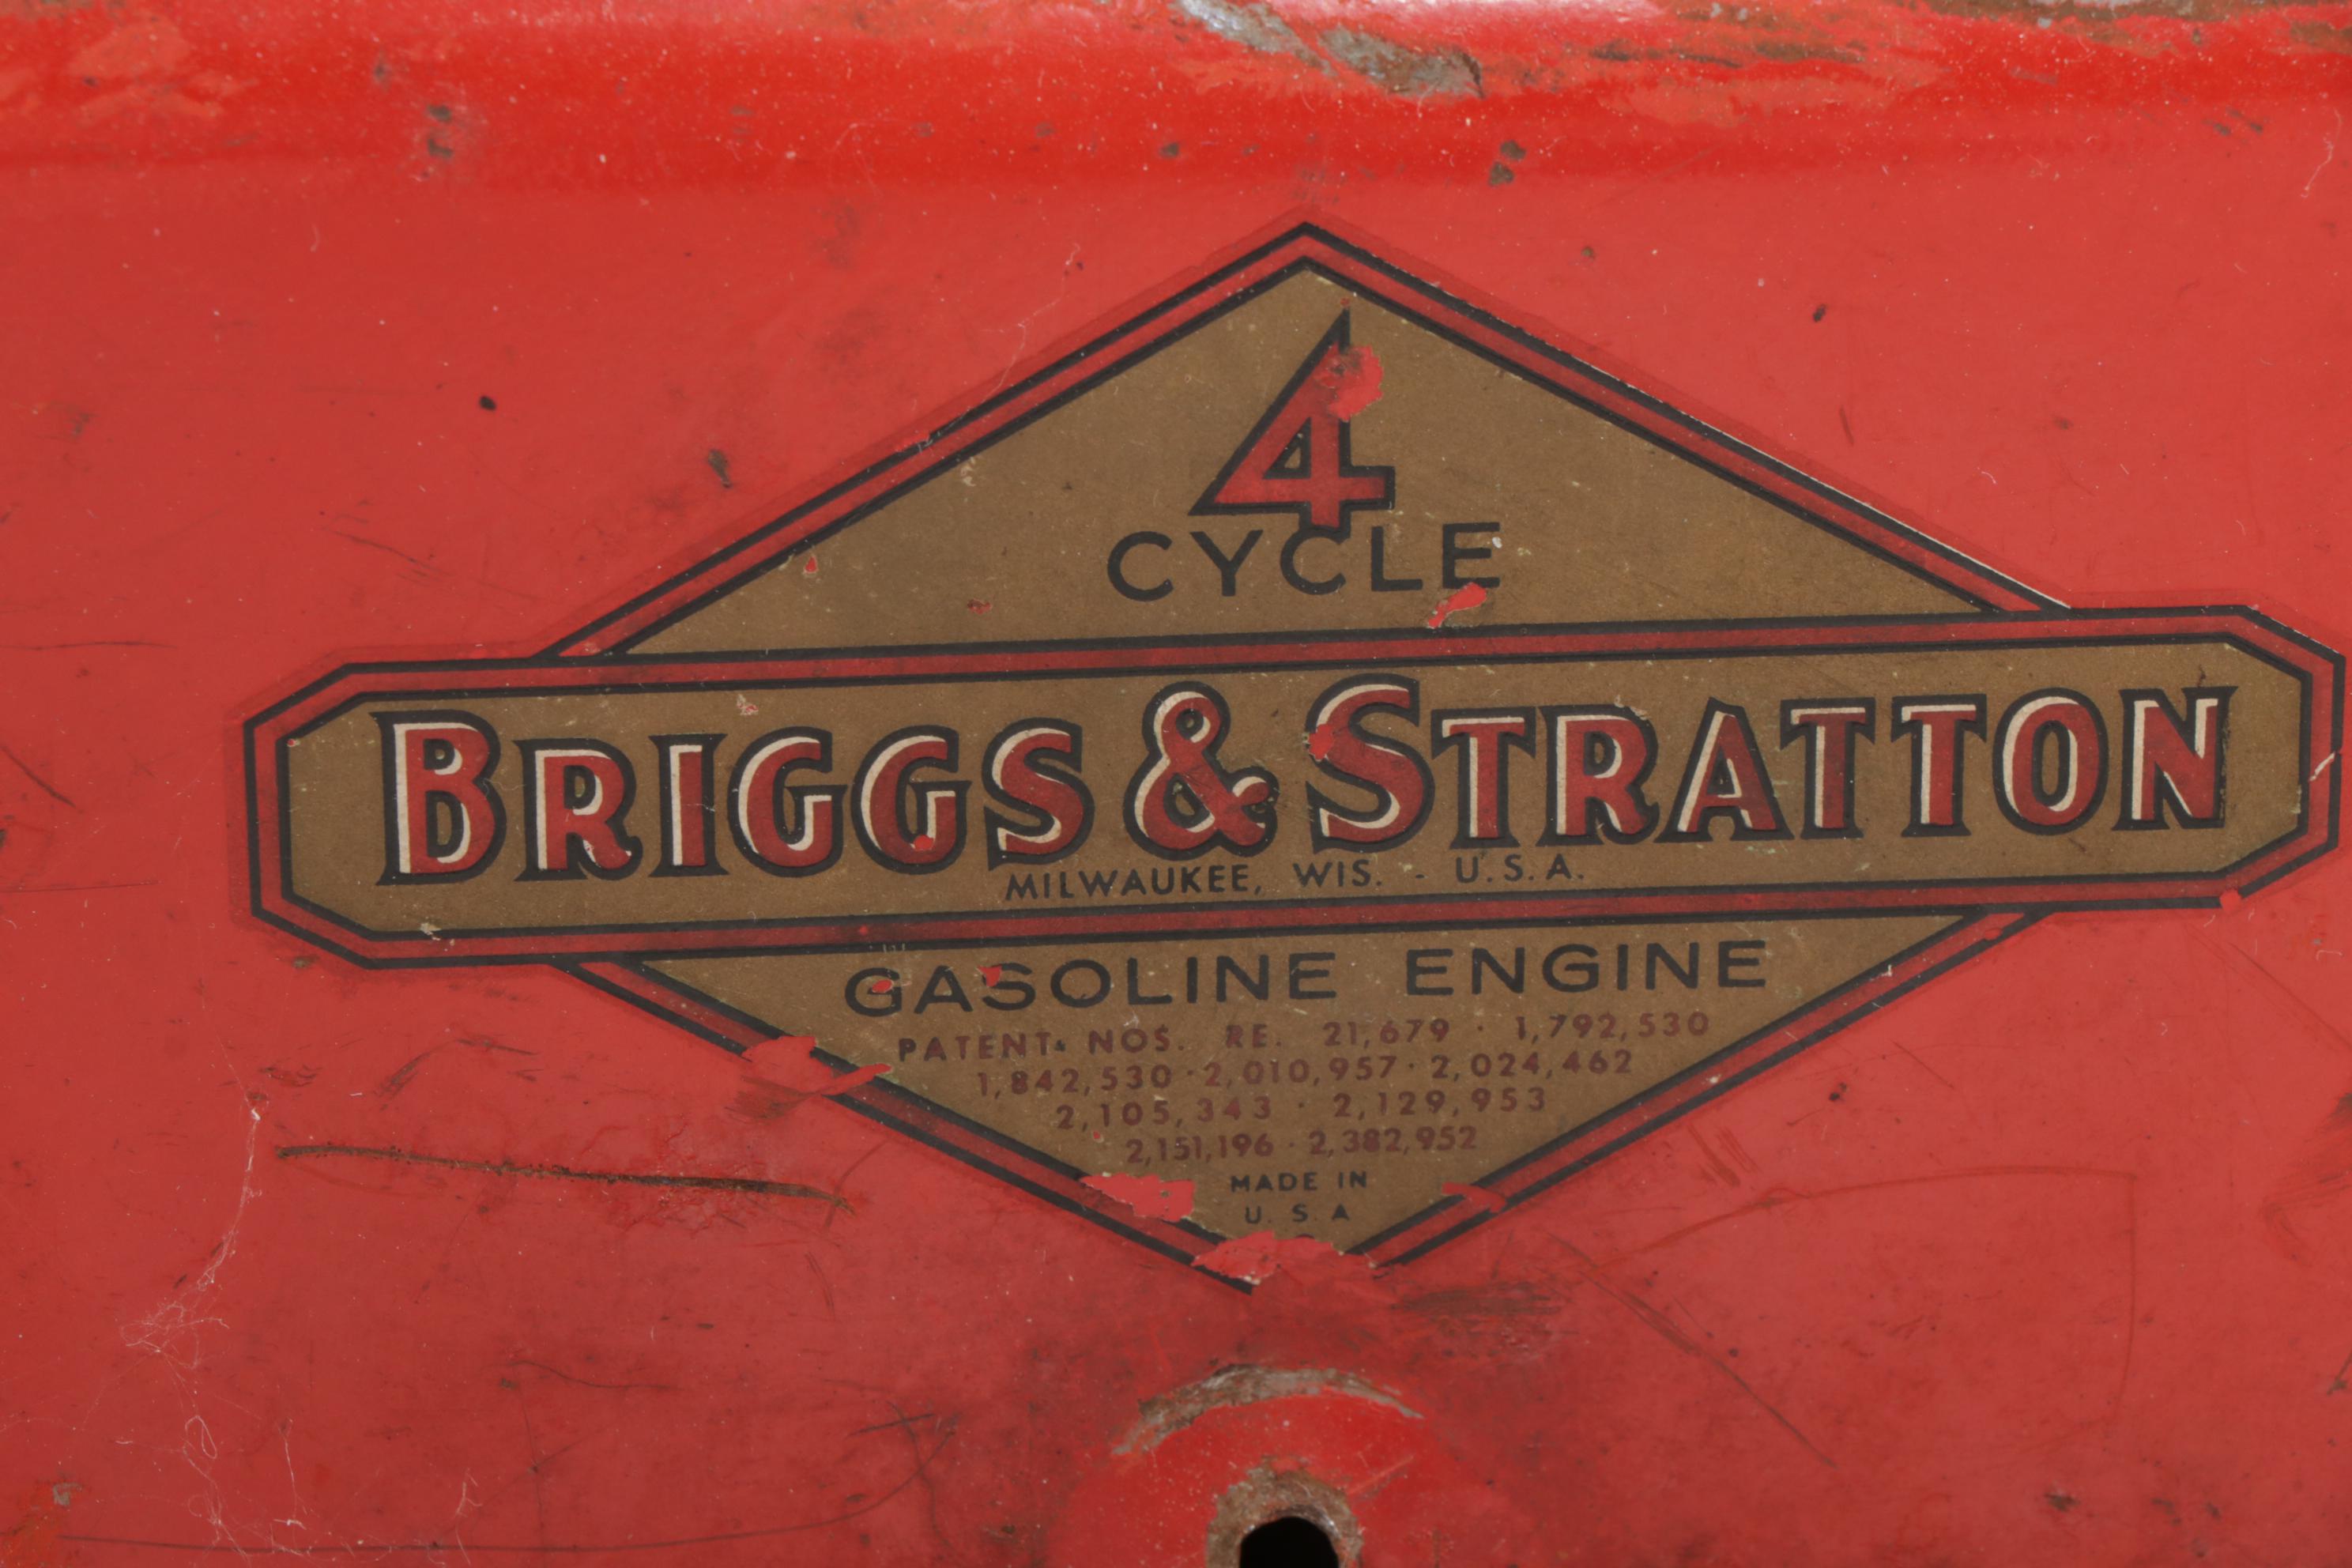 4
CYCLE
BRIGGS & STRATTON
MILWAUKEE, WIS. - U.S.A.
GASOLINE ENGINE
PATENT NOS. RE. 21,679 · 1,792,530
1,842,530 · 2,010,957 · 2,024,462
2,105,343 · 2,129,953
2,151,196 · 2,382,952
MADE IN
U. S. A